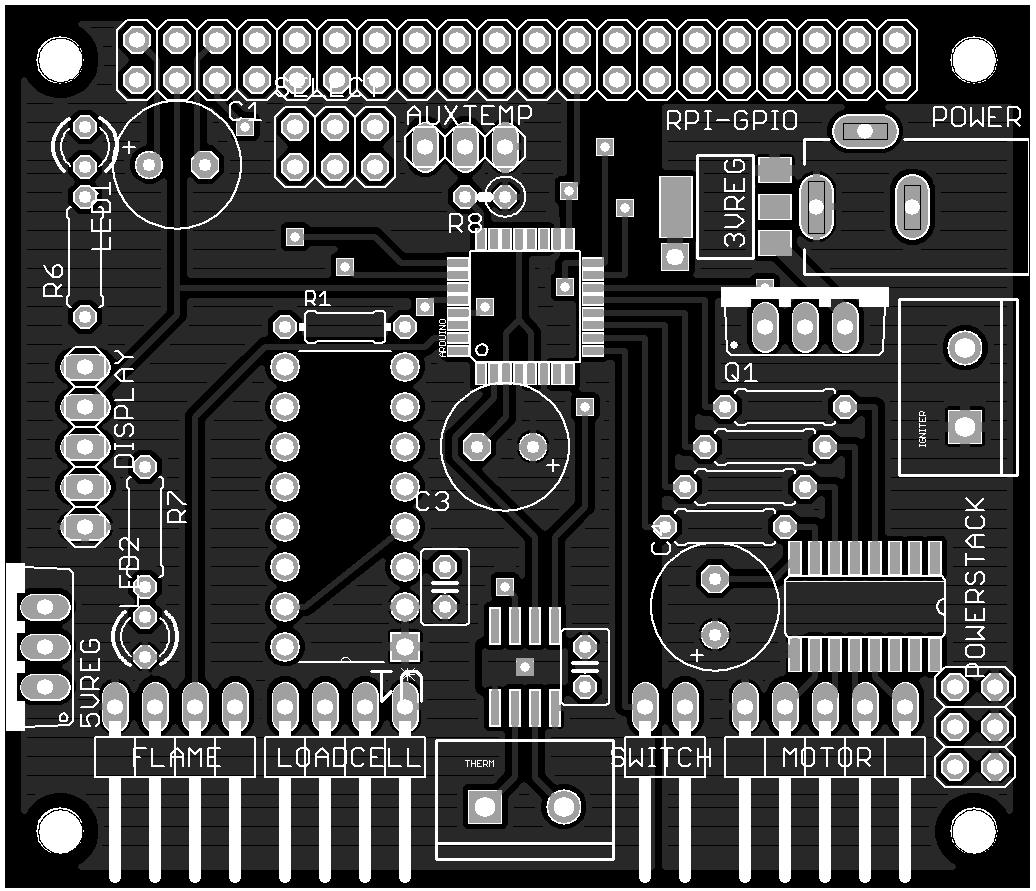 SELECT
C1
AUXTEMP
RPI-GPIO
POWER
LED1
3VREG
R8
R6
R1
ARDUINO
DISPLAY
Q1
IGNITER
C3
R7
LED2
POWERSTACK
5VREG
FLAME
LOADCELL
THERM
SWITCH
MOTOR